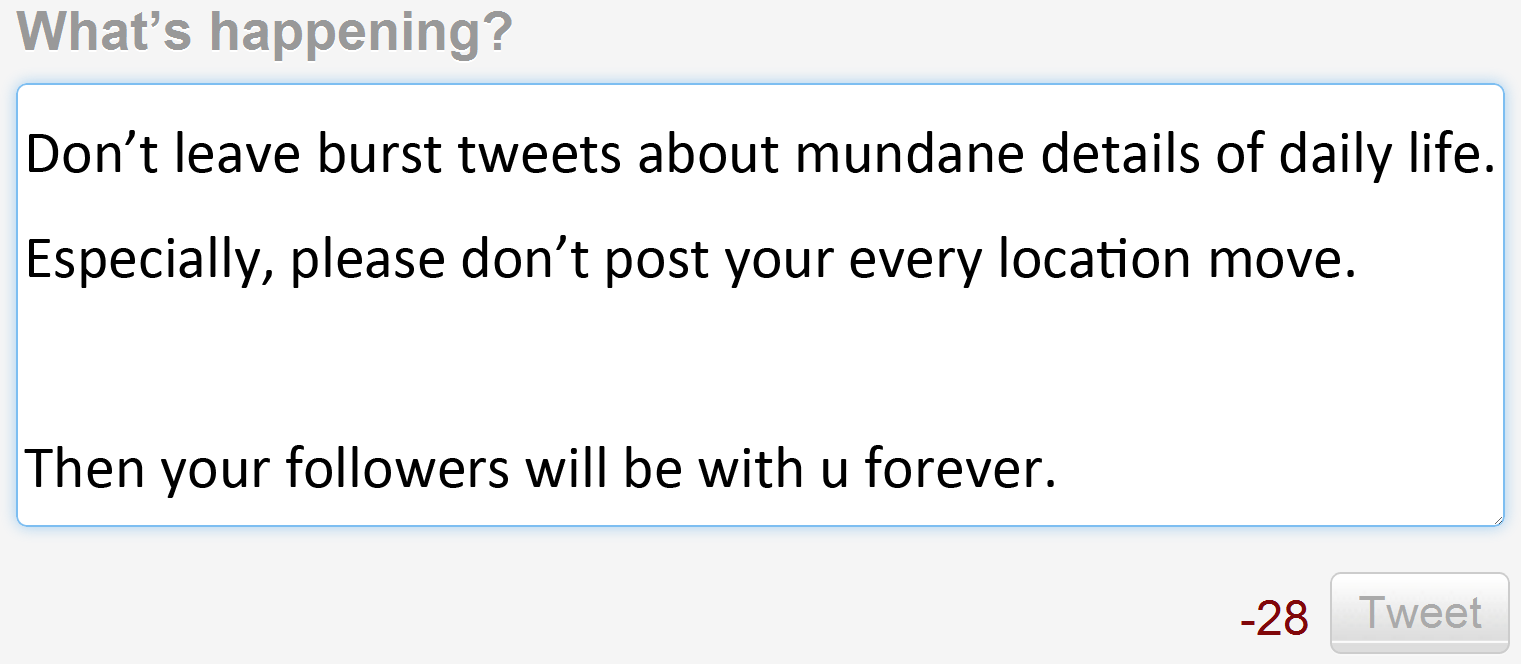 What’s happening?
Don’t leave burst tweets about mundane details of daily life.
Especially, please don’t post your every location move.
Then your followers will be with u forever.
-28
Tweet